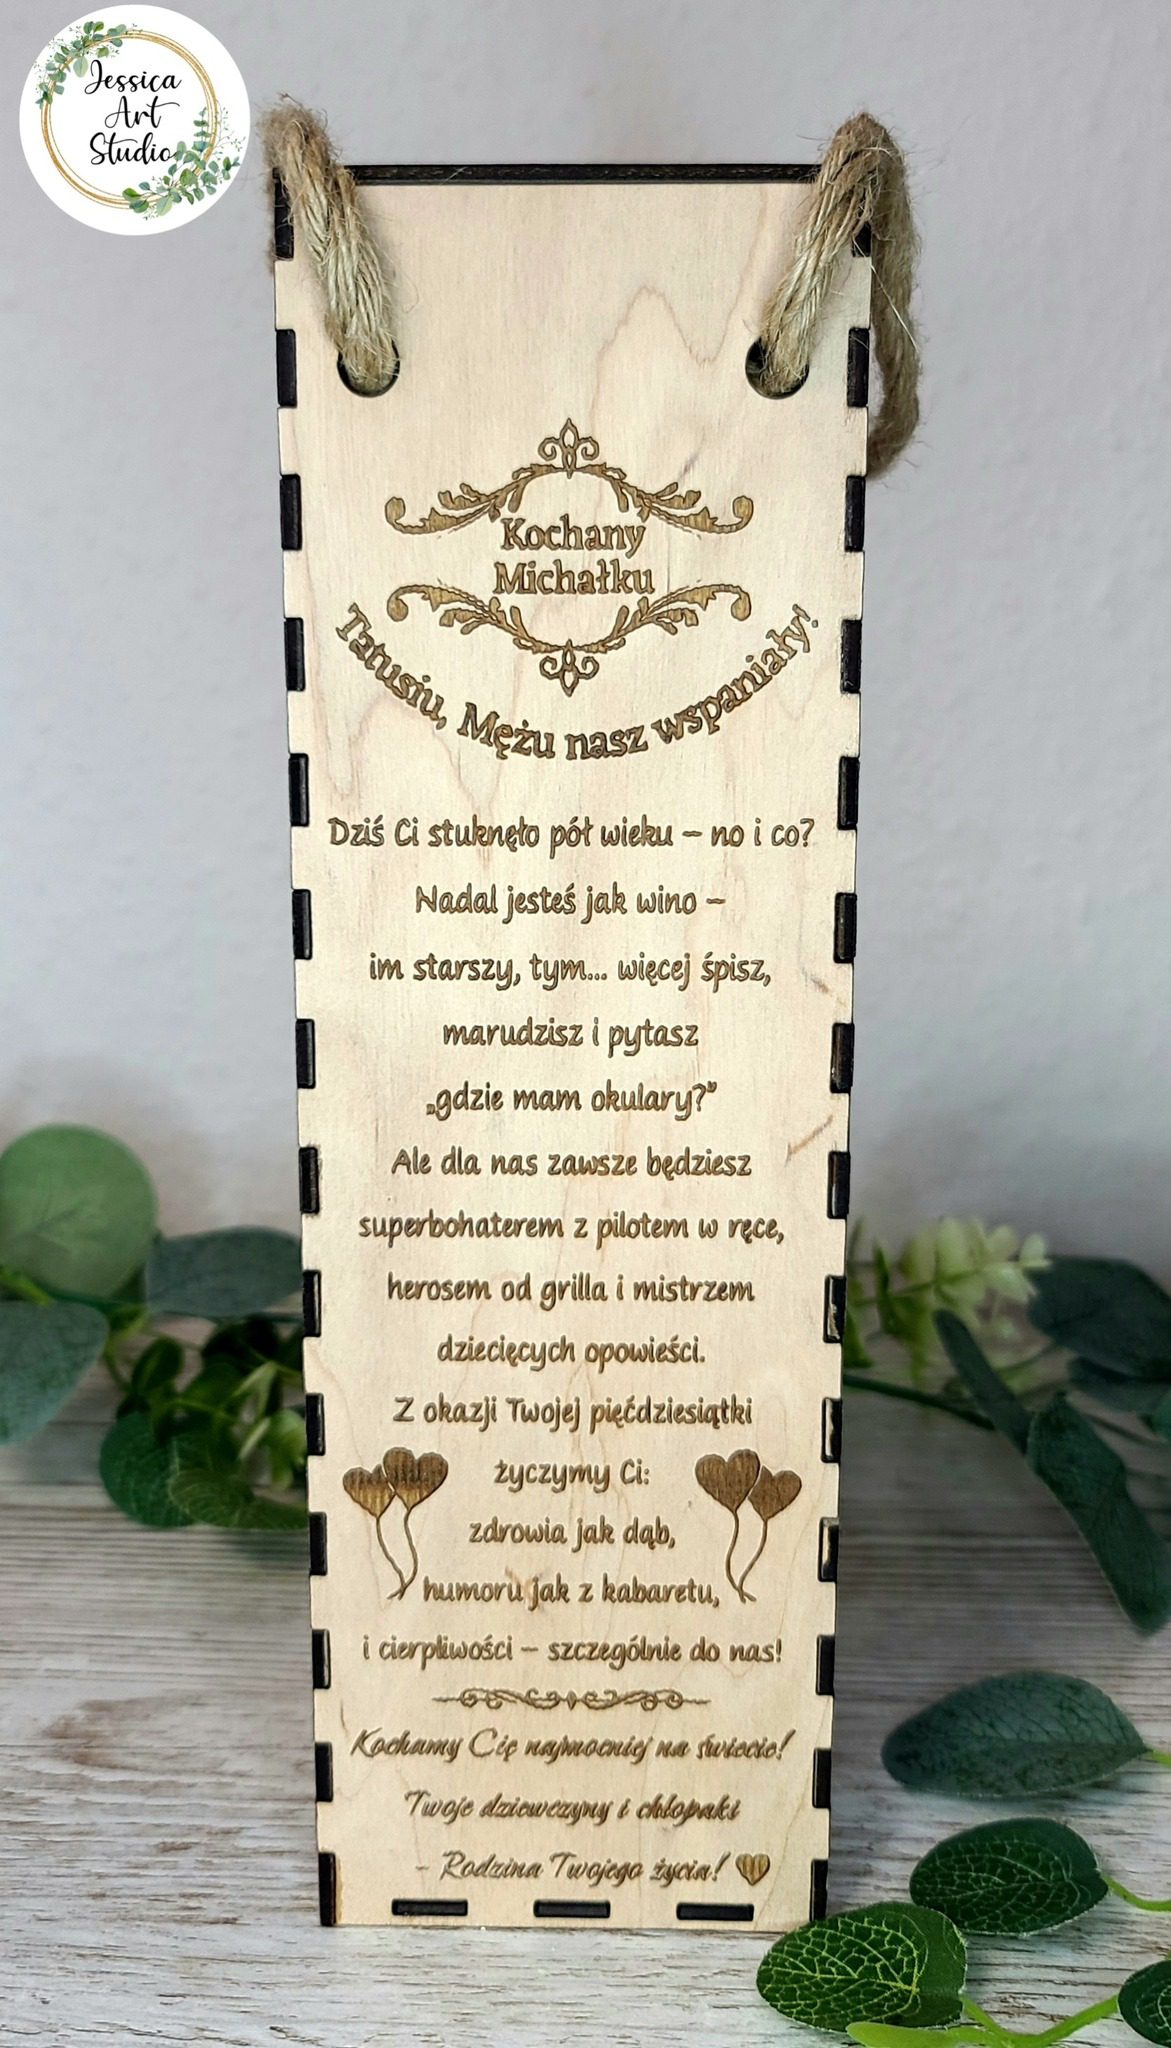 Jessica
Art
Studio
Kochany
Michałku
Tatusiu, Mężu nasz wspaniały!
Dziś Ci stuknęło pół wieku – no i co?
Nadal jesteś jak wino –
im starszy, tym... więcej śpisz,
marudzisz i pytasz
„gdzie mam okulary?”
Ale dla nas zawsze będziesz
superbohaterem z pilotem w ręce,
herosem od grilla i mistrzem
dziecięcych opowieści.
Z okazji Twojej pięćdziesiątki
życzymy Ci:
zdrowia jak dąb,
humoru jak z kabaretu,
i cierpliwości – szczególnie do nas!
Kochamy Cię najmocniej na świecie!
Twoje dziewczyny i chłopaki
– Rodzina Twojego życia!